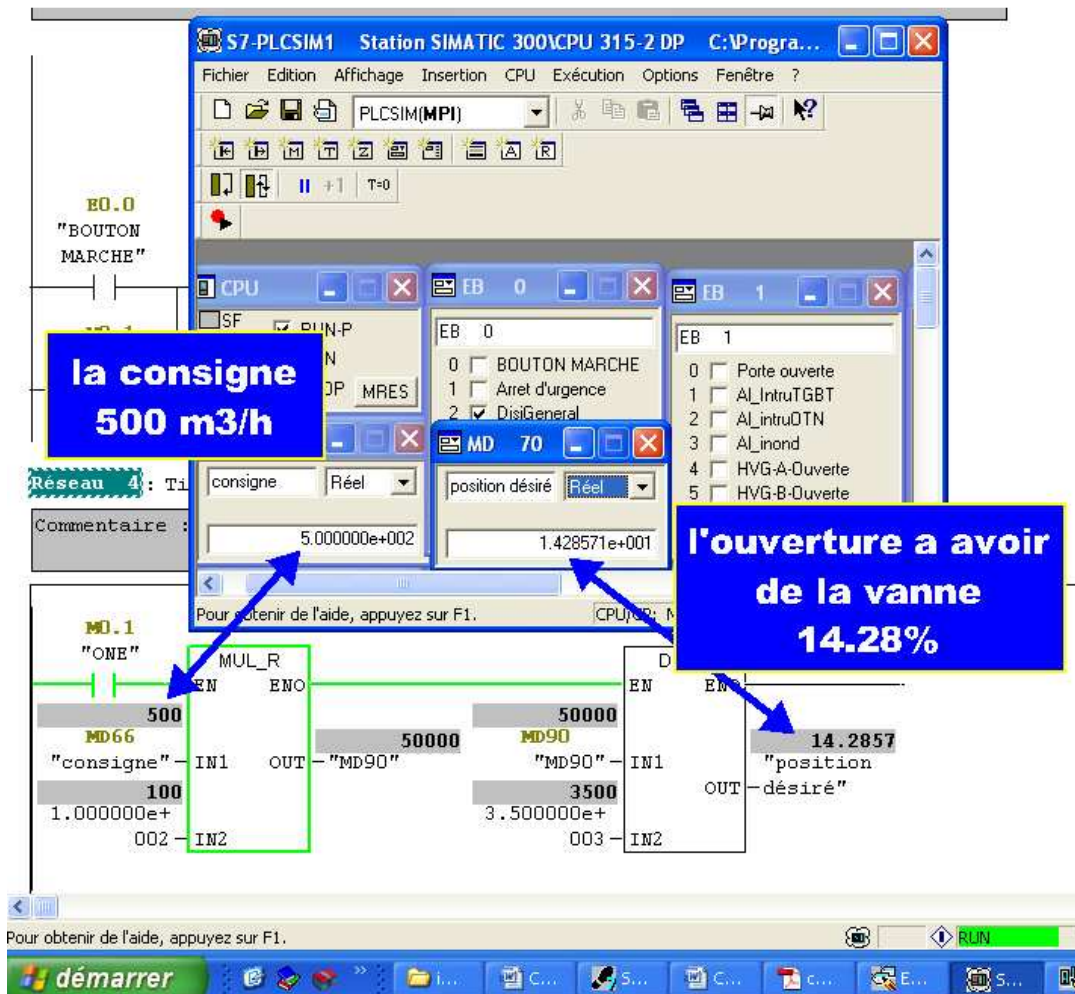 S7-PLCSIM1 Station SIMATIC 300\CPU 315-2 DP C:\Progra...
Fichier Edition Affichage Insertion CPU Exécution Options Fenêtre ?
PLCSIM(MPI)
+1 T=0
E0.0
"BOUTON
MARCHE"
CPU
SF
RUN-P
MRES
EB 0
EB 0
0 BOUTON MARCHE
1 Arret d'urgence
2 DisjGeneral
EB 1
EB 1
0 Porte ouverte
1 Al_IntruTGBT
2 Al_intruOTN
3 Al_inond
4 HVG-A-Ouverte
5 HVG-B-Ouverte
la consigne
500 m3/h
consigne Réel
5.000000e+002
MD 70
position désiré Réel
1.428571e+001
l'ouverture a avoir
de la vanne
14.28%
Réseau 4: Ti
Commentaire :
Pour obtenir de l'aide, appuyez sur F1. CPU/CP:
M0.1
"ONE"
MUL_R
EN ENO
500
MD66
"consigne" IN1
100
1.000000e+
002 IN2
OUT
50000
"MD90"
D
EN ENO
50000
MD90
"MD90" IN1
3500
3.500000e+
003 IN2
OUT
14.2857
"position
désiré"
Pour obtenir de l'aide, appuyez sur F1. RUN
démarrer i... C... S... C... c... E... S...